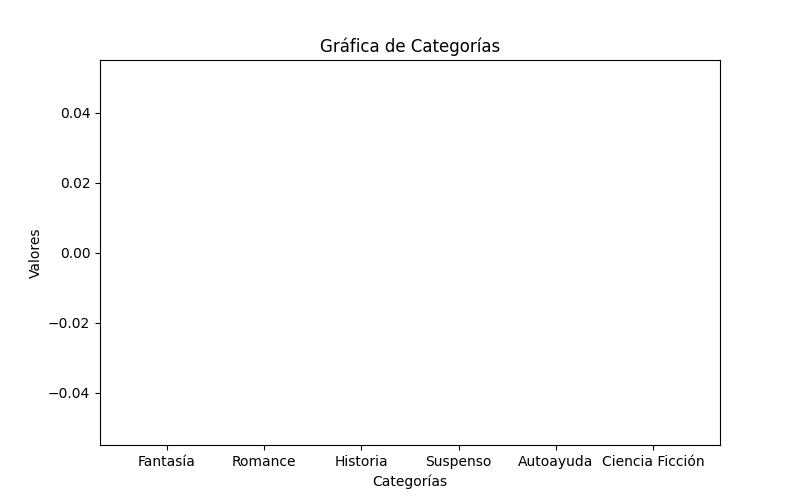 Gráfica de Categorías
0.04
0.02
0.00
−0.02
−0.04
Valores
Fantasía Romance Historia Suspenso Autoayuda Ciencia Ficción
Categorías